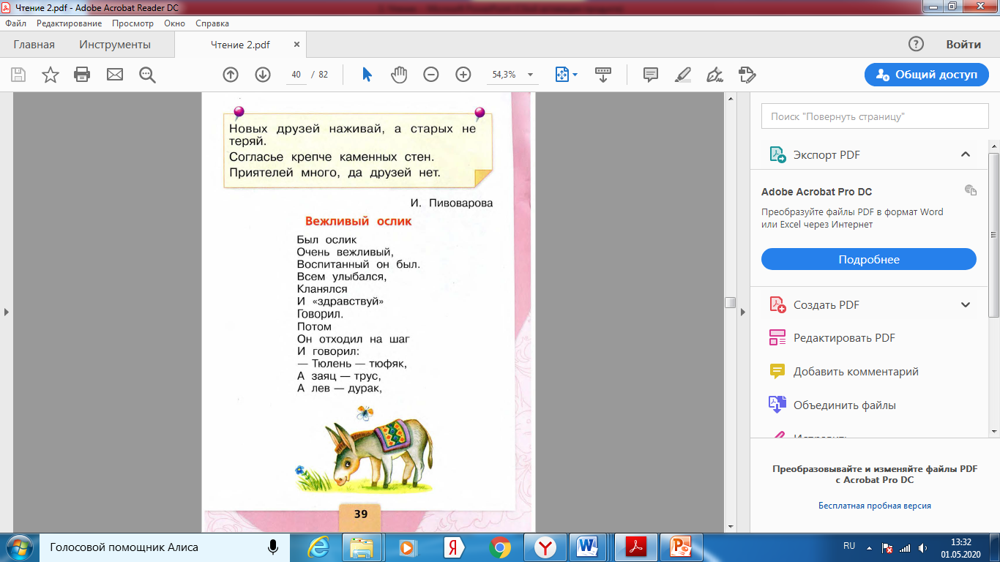 Чтение 2.pdf - Adobe Acrobat Reader DC
Файл Редактирование Просмотр Окно Справка
Главная Инструменты Чтение 2.pdf × ? Войти
40 / 82 54,3% Общий доступ
Новых друзей наживай, а старых не
теряй.
Согласье крепче каменных стен.
Приятелей много, да друзей нет.
И. Пивоварова
Вежливый ослик
Был ослик
Очень вежливый,
Воспитанный он был.
Всем улыбался,
Кланялся
И «здравствуй»
Говорил.
Потом
Он отходил на шаг
И говорил:
— Тюлень — тюфяк,
А заяц — трус,
А лев — дурак,
39
Поиск "Повернуть страницу"
Экспорт PDF
Adobe Acrobat Pro DC
Преобразуйте файлы PDF в формат Word
или Excel через Интернет
Подробнее
Создать PDF
Редактировать PDF
Добавить комментарий
Объединить файлы
Преобразовывайте и изменяйте файлы PDF
с Acrobat Pro DC
Бесплатная пробная версия
Голосовой помощник Алиса
RU 13:32
01.05.2020